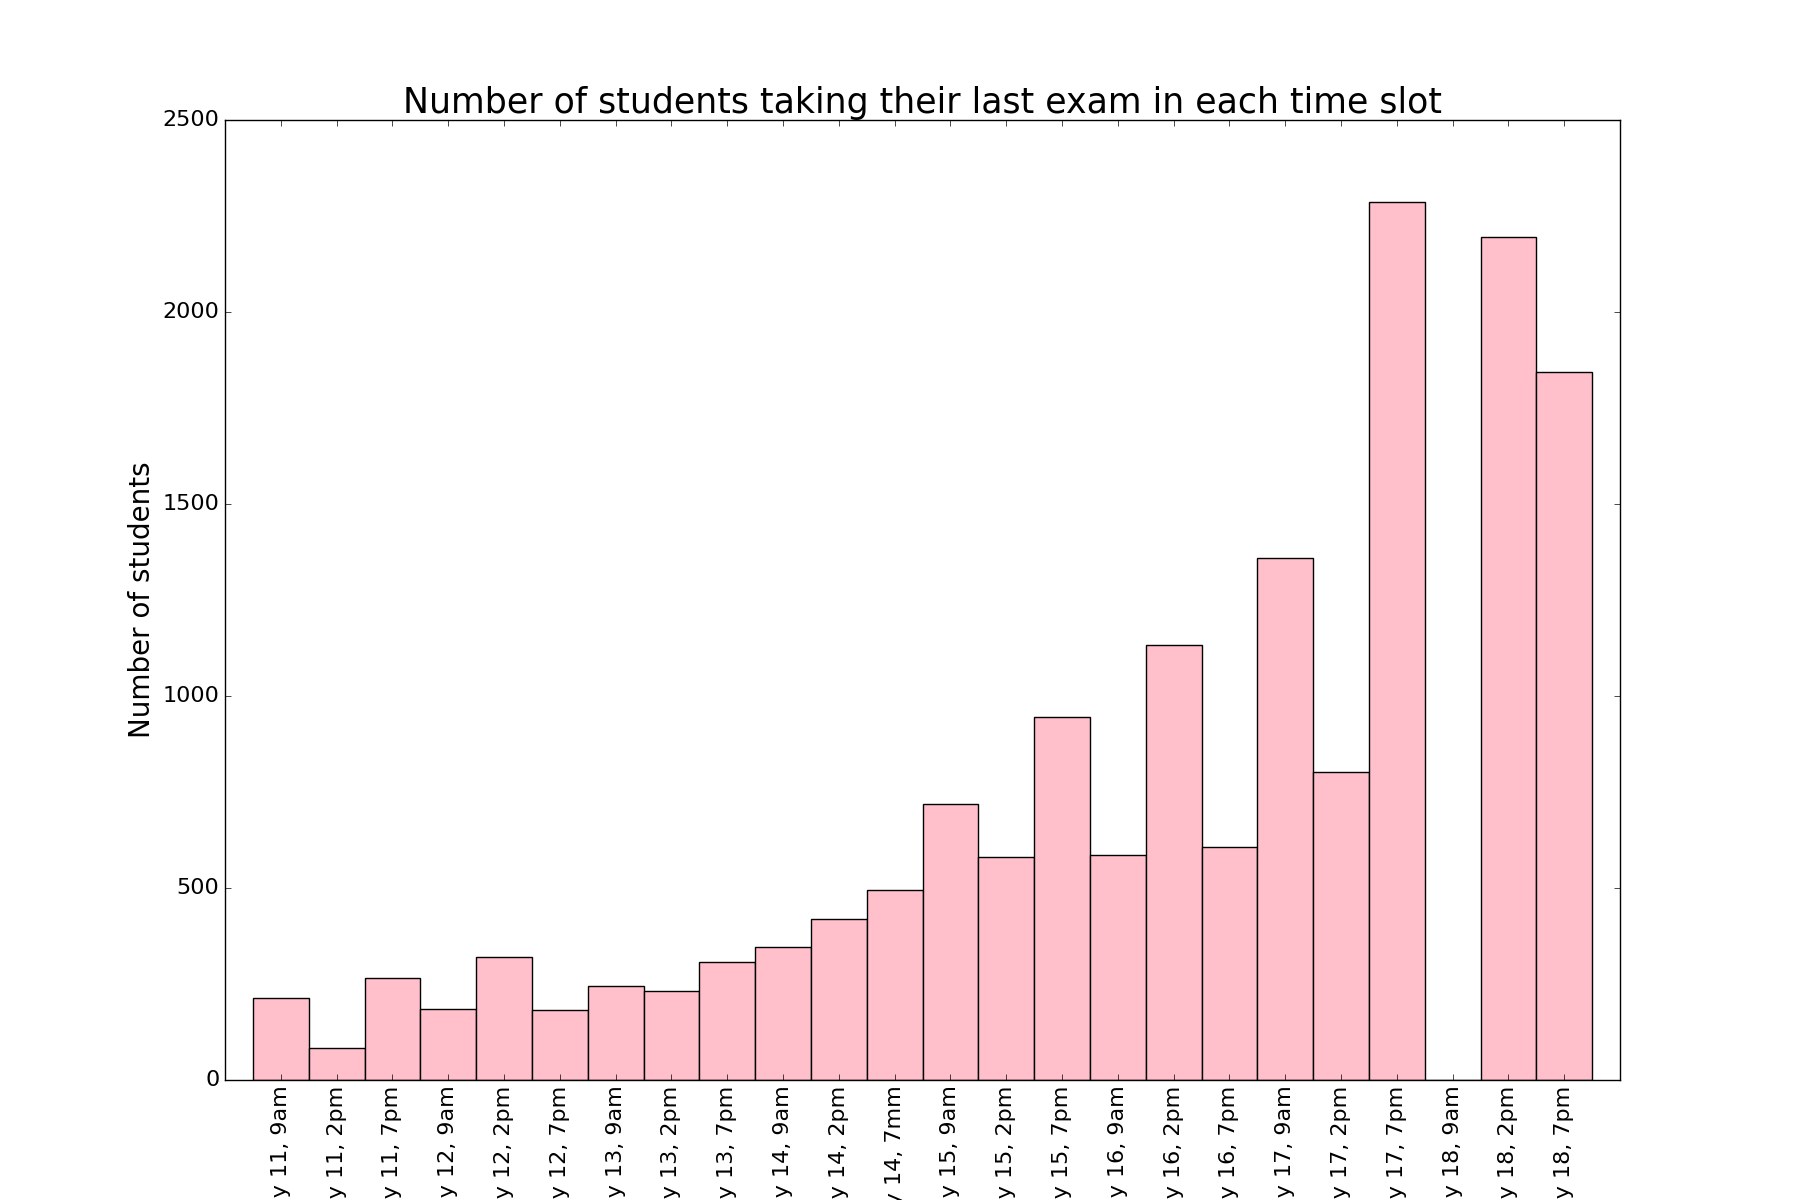 Number of students taking their last exam in each time slot
Number of students
2500
2000
1500
1000
500
0
y 11, 9am
y 11, 2pm
y 11, 7pm
y 12, 9am
y 12, 2pm
y 12, 7pm
y 13, 9am
y 13, 2pm
y 13, 7pm
y 14, 9am
y 14, 2pm
y 14, 7mm
y 15, 9am
y 15, 2pm
y 15, 7pm
y 16, 9am
y 16, 2pm
y 16, 7pm
y 17, 9am
y 17, 2pm
y 17, 7pm
y 18, 9am
y 18, 2pm
y 18, 7pm